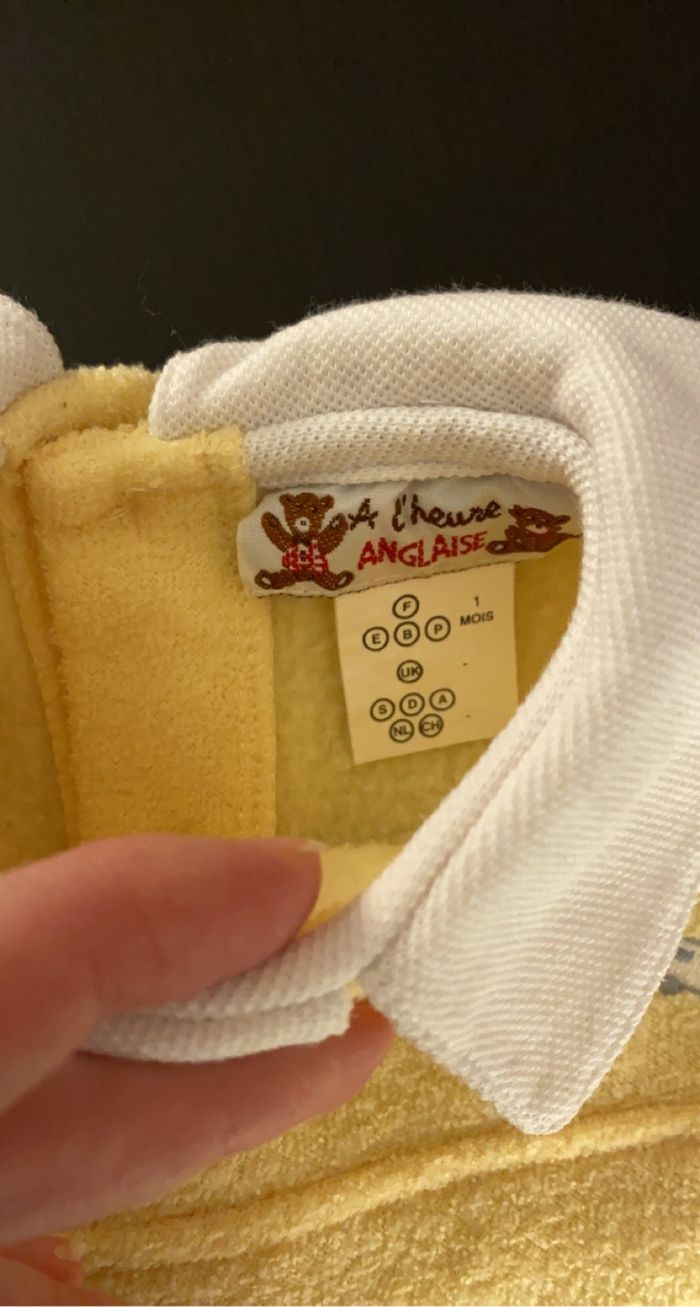 A l'heure
ANGLAISE
F 1
E B P MOIS
UK -
S D A
NL CH